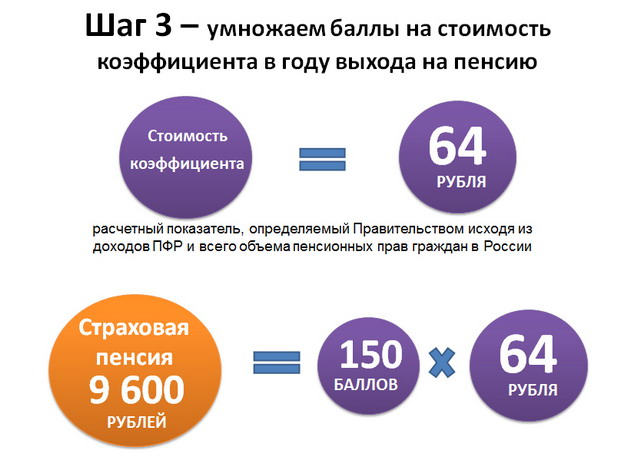 Шаг 3 – умножаем баллы на стоимость
коэффициента в году выхода на пенсию
Стоимость
коэффициента
64
РУБЛЯ
расчетный показатель, определяемый Правительством исходя из
доходов ПФР и всего объема пенсионных прав граждан в России
Страховая
пенсия
9 600
РУБЛЕЙ
150
БАЛЛОВ
64
РУБЛЯ